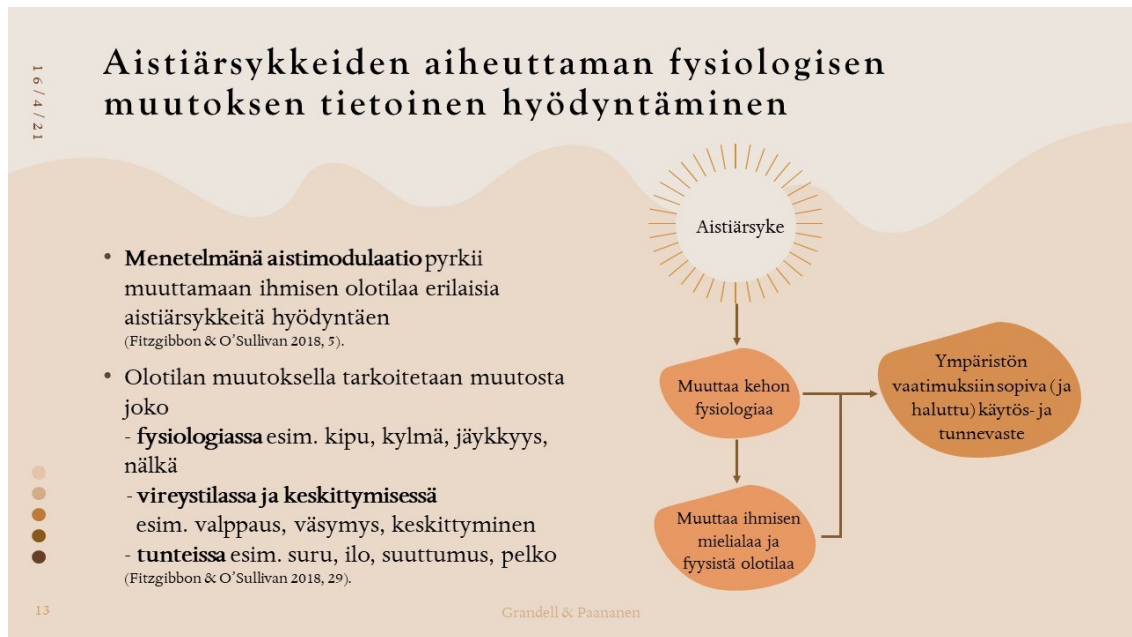 16/4/21
Aistiärsykkeiden aiheuttaman fysiologisen
muutoksen tietoinen hyödyntäminen
• Menetelmänä aistimodulaatio pyrkii
muuttamaan ihmisen olotilaa erilaisia
aistiärsykkeitä hyödyntäen
(Fitzgibbon & O’Sullivan 2018, 5).
• Olotilan muutoksella tarkoitetaan muutosta
joko
- fysiologiassa esim. kipu, kylmä, jäykkyys,
nälkä
- vireystilassa ja keskittymisessä
esim. valppaus, väsymys, keskittyminen
- tunteissa esim. suru, ilo, suuttumus, pelko
(Fitzgibbon & O’Sullivan 2018, 29).
Aistiärsyke
Muuttaa kehon
fysiologiaa
Muuttaa ihmisen
mielialaa ja
fyysistä olotilaa
Ympäristön
vaatimuksiin sopiva (ja
haluttu) käytös- ja
tunnevaste
13
Grandell & Paananen